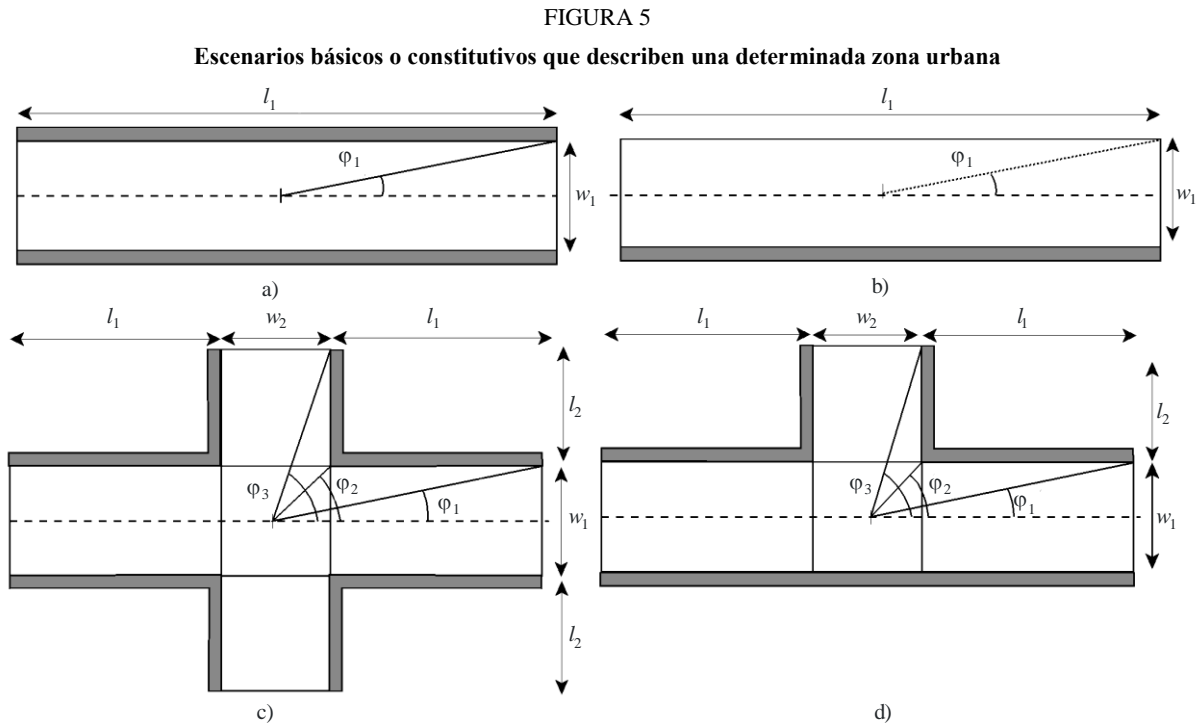 FIGURA 5
Escenarios básicos o constitutivos que describen una determinada zona urbana
l₁
φ₁
w₁
a)
l₁
φ₁
w₁
b)
l₁ w₂ l₁
l₂
φ₃ φ₂ φ₁
w₁
l₂
c)
l₁ w₂ l₁
l₂
φ₃ φ₂ φ₁
w₁
d)